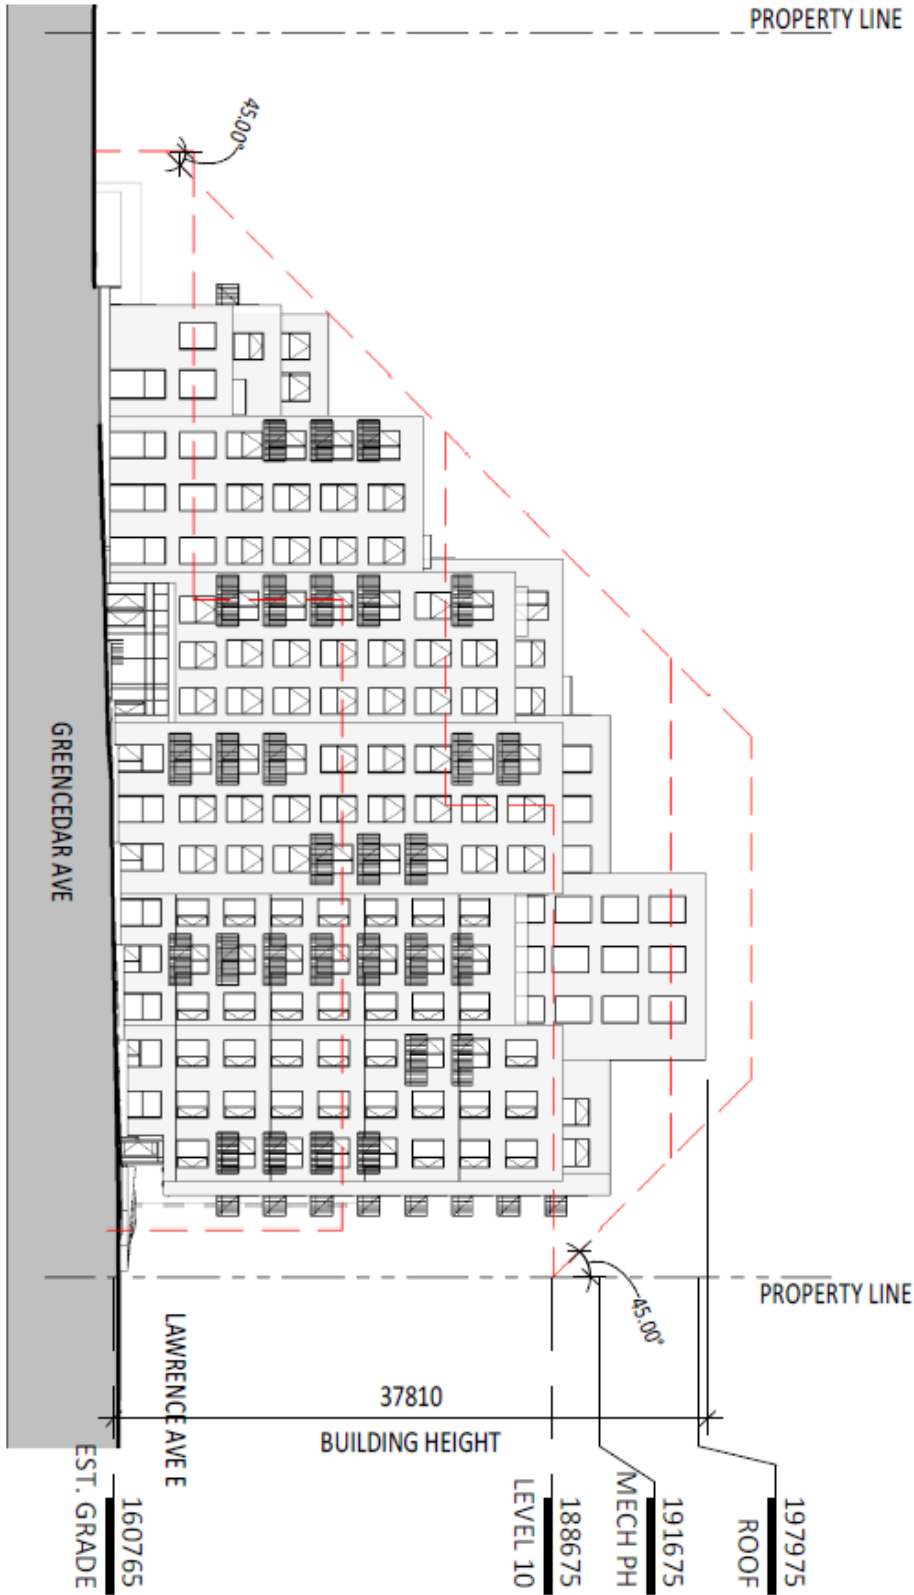 PROPERTY LINE
45.00°
GREENCEDAR AVE
PROPERTY LINE
45.00°
LAWRENCE AVE E
37810
BUILDING HEIGHT
160765
EST. GRADE
188675
LEVEL 10
191675
MECH PH
197975
ROOF